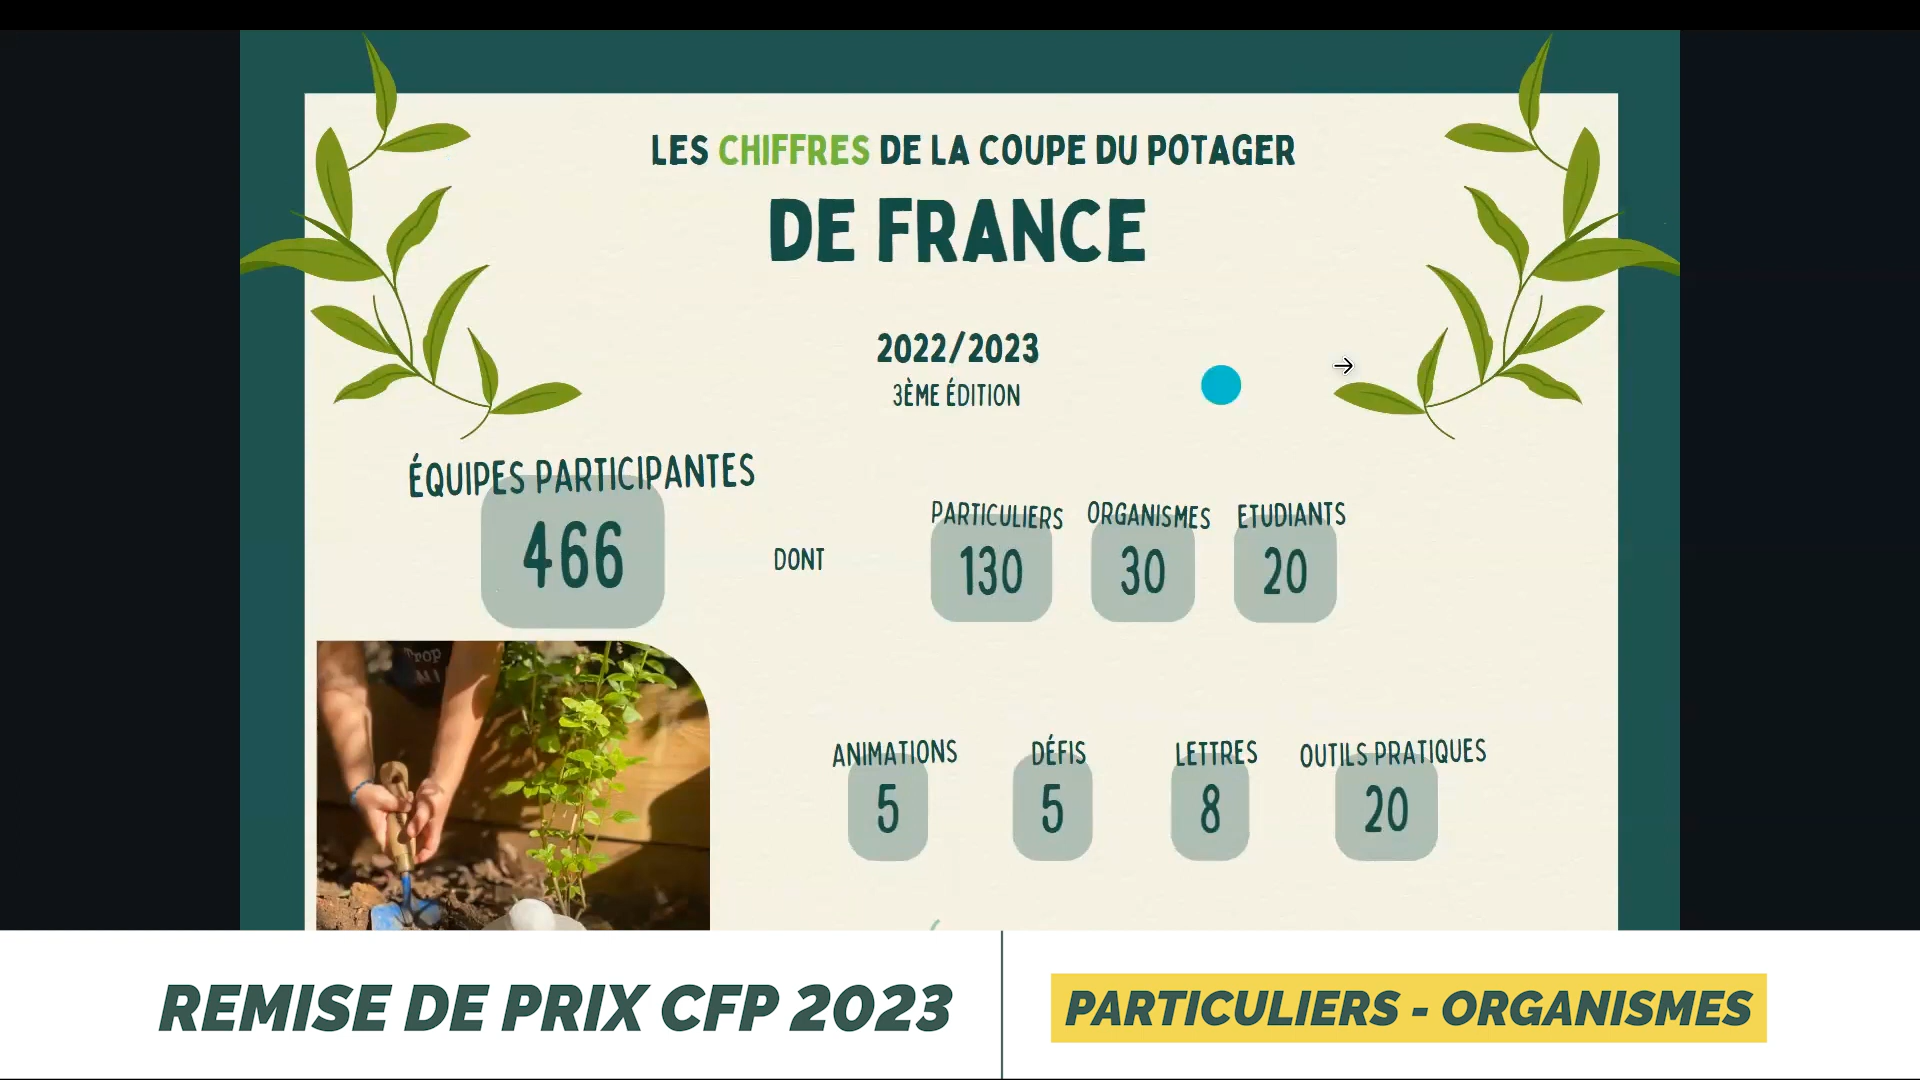 LES CHIFFRES DE LA COUPE DU POTAGER
DE FRANCE
2022/2023
3ÈME ÉDITION
ÉQUIPES PARTICIPANTES
466
DONT
PARTICULIERS ORGANISMES ETUDIANTS
130 30 20
Trop
ANIMATIONS DÉFIS LETTRES OUTILS PRATIQUES
5 5 8 20
REMISE DE PRIX CFP 2023
PARTICULIERS - ORGANISMES